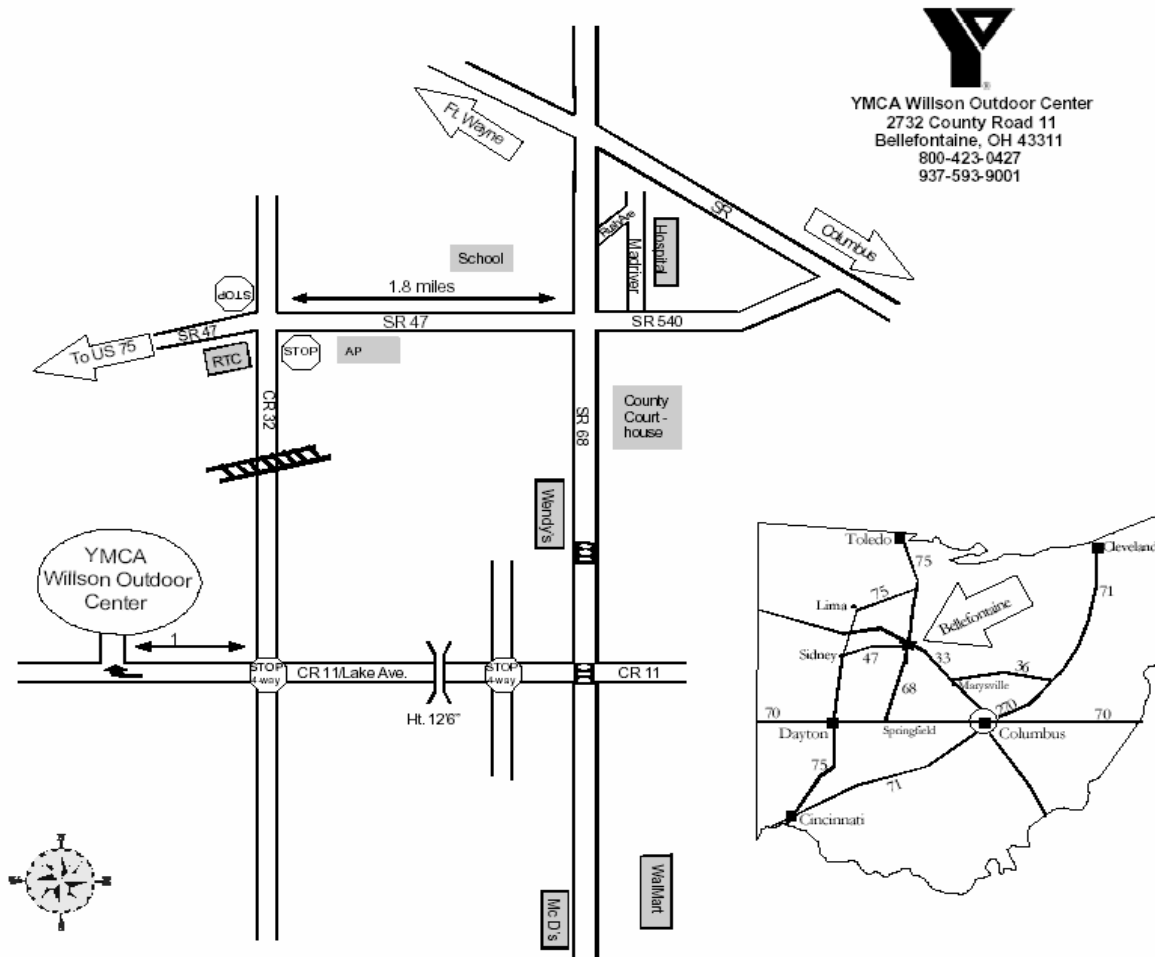 YMCA Willson Outdoor Center
2732 County Road 11
Bellefontaine, OH 43311
800-423-0427
937-593-9001
Ft. Wayne
SR
Columbus
Rush Ave
Madriver
Hospital
School
1.8 miles
STOP
SR 47
SR 540
To US 75
SR 47
RTC
STOP
AP
CR 32
SR 68
County
Court -
house
Wendy's
YMCA
Willson Outdoor
Center
1
STOP
4-way
CR 11/Lake Ave.
STOP
4-way
CR 11
Ht. 12'6"
Mc D's
WalMart
Toledo
Cleveland
75
75
71
Lima
Bellefontaine
Sidney
47
33
36
Marysville
68
270
70
70
Dayton
Springfield
Columbus
75
71
Cincinnati